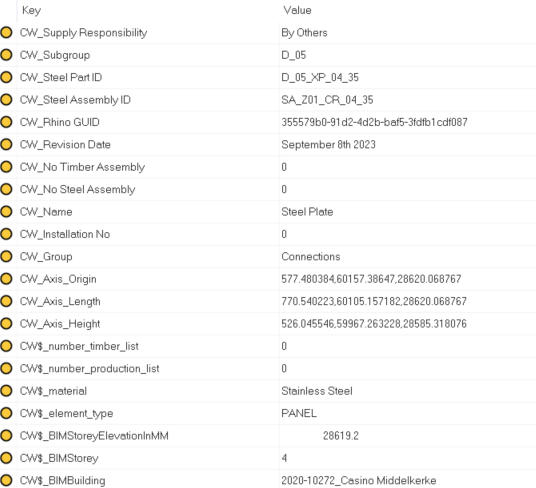 Key Value
CW_Supply Responsibility By Others
CW_Subgroup D_05
CW_Steel Part ID D_05_XP_04_35
CW_Steel Assembly ID SA_Z01_CR_04_35
CW_Rhino GUID 355579b0-91d2-4d2b-baf5-3fdfb1cdf087
CW_Revision Date September 8th 2023
CW_No Timber Assembly 0
CW_No Steel Assembly 0
CW_Name Steel Plate
CW_Installation No 0
CW_Group Connections
CW_Axis_Origin 577.480384,60157.38647,28620.068767
CW_Axis_Length 770.540223,60105.157182,28620.068767
CW_Axis_Height 526.045546,59967.263228,28585.318076
CW$_number_timber_list 0
CW$_number_production_list 0
CW$_material Stainless Steel
CW$_element_type PANEL
CW$_BIMStoreyElevationInMM 28619.2
CW$_BIMStorey 4
CW$_BIMBuilding 2020-10272_Casino Middelkerke